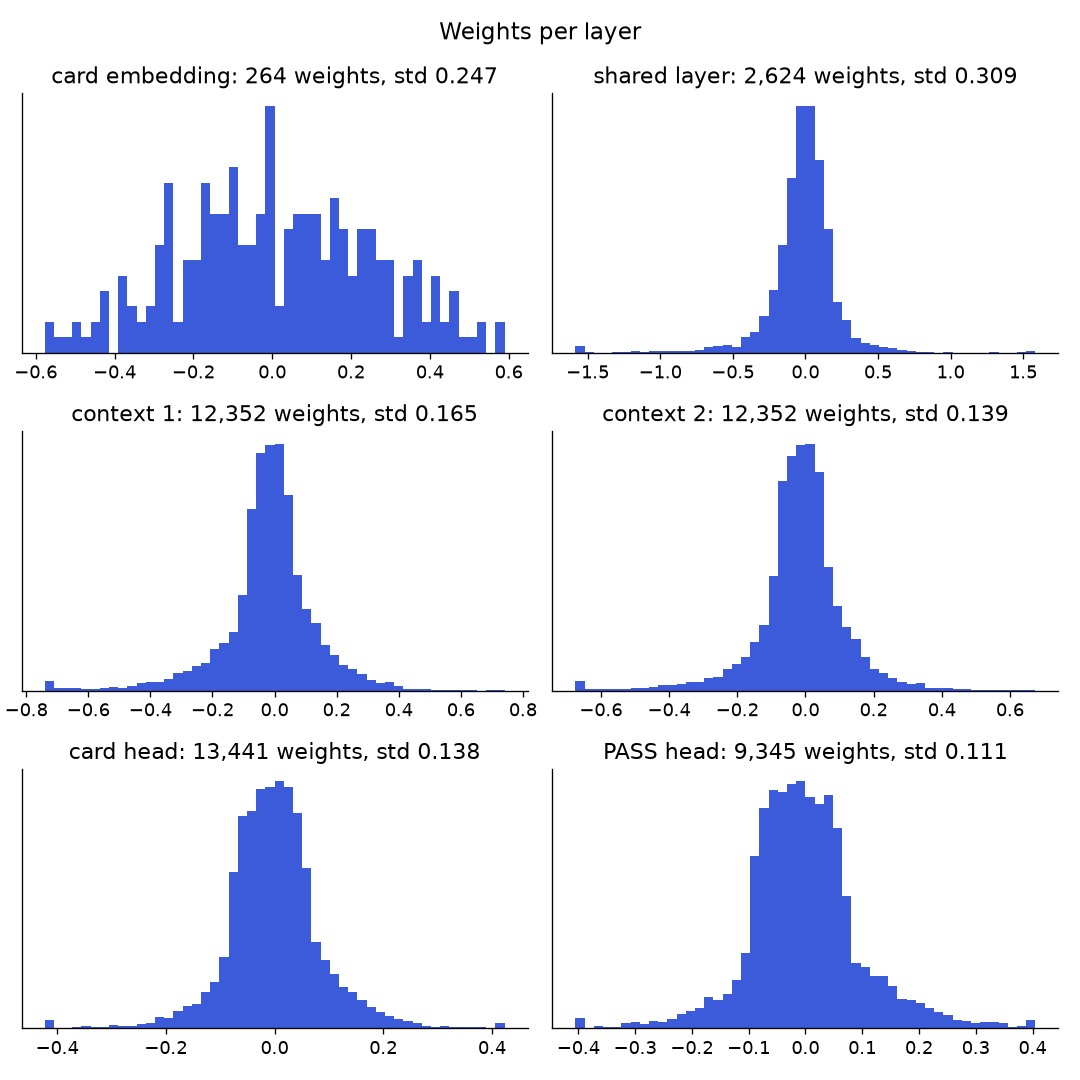 Weights per layer
card embedding: 264 weights, std 0.247
shared layer: 2,624 weights, std 0.309
−0.6 −0.4 −0.2 0.0 0.2 0.4 0.6
−1.5 −1.0 −0.5 0.0 0.5 1.0 1.5
context 1: 12,352 weights, std 0.165
context 2: 12,352 weights, std 0.139
−0.8 −0.6 −0.4 −0.2 0.0 0.2 0.4 0.6 0.8
−0.6 −0.4 −0.2 0.0 0.2 0.4 0.6
card head: 13,441 weights, std 0.138
PASS head: 9,345 weights, std 0.111
−0.4 −0.2 0.0 0.2 0.4
−0.4 −0.3 −0.2 −0.1 0.0 0.1 0.2 0.3 0.4